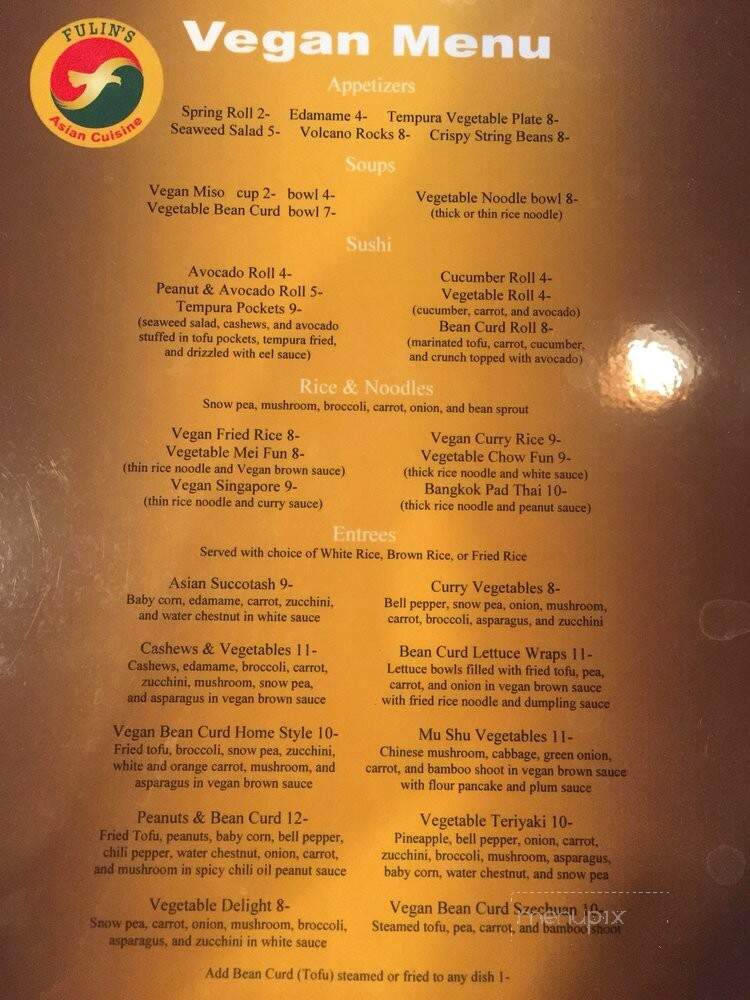 FULIN'S
Asian Cuisine
Vegan Menu
Appetizers
Spring Roll 2- Edamame 4- Tempura Vegetable Plate 8-
Seaweed Salad 5- Volcano Rocks 8- Crispy String Beans 8-
Soups
Vegan Miso cup 2- bowl 4-
Vegetable Bean Curd bowl 7-
Vegetable Noodle bowl 8-
(thick or thin rice noodle)
Sushi
Avocado Roll 4-
Peanut & Avocado Roll 5-
Tempura Pockets 9-
(seaweed salad, cashews, and avocado
stuffed in tofu pockets, tempura fried,
and drizzled with eel sauce)
Cucumber Roll 4-
Vegetable Roll 4-
(cucumber, carrot, and avocado)
Bean Curd Roll 8-
(marinated tofu, carrot, cucumber,
and crunch topped with avocado)
Rice & Noodles
Snow pea, mushroom, broccoli, carrot, onion, and bean sprout
Vegan Fried Rice 8-
Vegetable Mei Fun 8-
(thin rice noodle and Vegan brown sauce)
Vegan Singapore 9-
(thin rice noodle and curry sauce)
Vegan Curry Rice 9-
Vegetable Chow Fun 9-
(thick rice noodle and white sauce)
Bangkok Pad Thai 10-
(thick rice noodle and peanut sauce)
Entrees
Served with choice of White Rice, Brown Rice, or Fried Rice
Asian Succotash 9-
Baby corn, edamame, carrot, zucchini,
and water chestnut in white sauce
Curry Vegetables 8-
Bell pepper, snow pea, onion, mushroom,
carrot, broccoli, asparagus, and zucchini
Cashews & Vegetables 11-
Cashews, edamame, broccoli, carrot,
zucchini, mushroom, snow pea,
and asparagus in vegan brown sauce
Bean Curd Lettuce Wraps 11-
Lettuce bowls filled with fried tofu, pea,
carrot, and onion in vegan brown sauce
with fried rice noodle and dumpling sauce
Vegan Bean Curd Home Style 10-
Fried tofu, broccoli, snow pea, zucchini,
white and orange carrot, mushroom, and
asparagus in vegan brown sauce
Mu Shu Vegetables 11-
Chinese mushroom, cabbage, green onion,
carrot, and bamboo shoot in vegan brown sauce
with flour pancake and plum sauce
Peanuts & Bean Curd 12-
Fried Tofu, peanuts, baby corn, bell pepper,
chili pepper, water chestnut, onion, carrot,
and mushroom in spicy chili oil peanut sauce
Vegetable Teriyaki 10-
Pineapple, bell pepper, onion, carrot,
zucchini, broccoli, mushroom, asparagus,
baby corn, water chestnut, and snow pea
Vegetable Delight 8-
Snow pea, carrot, onion, mushroom, broccoli,
asparagus, and zucchini in white sauce
Vegan Bean Curd Szechuan 10-
Steamed tofu, pea, carrot, and bamboo shoot
menupix
Add Bean Curd (Tofu) steamed or fried to any dish 1-